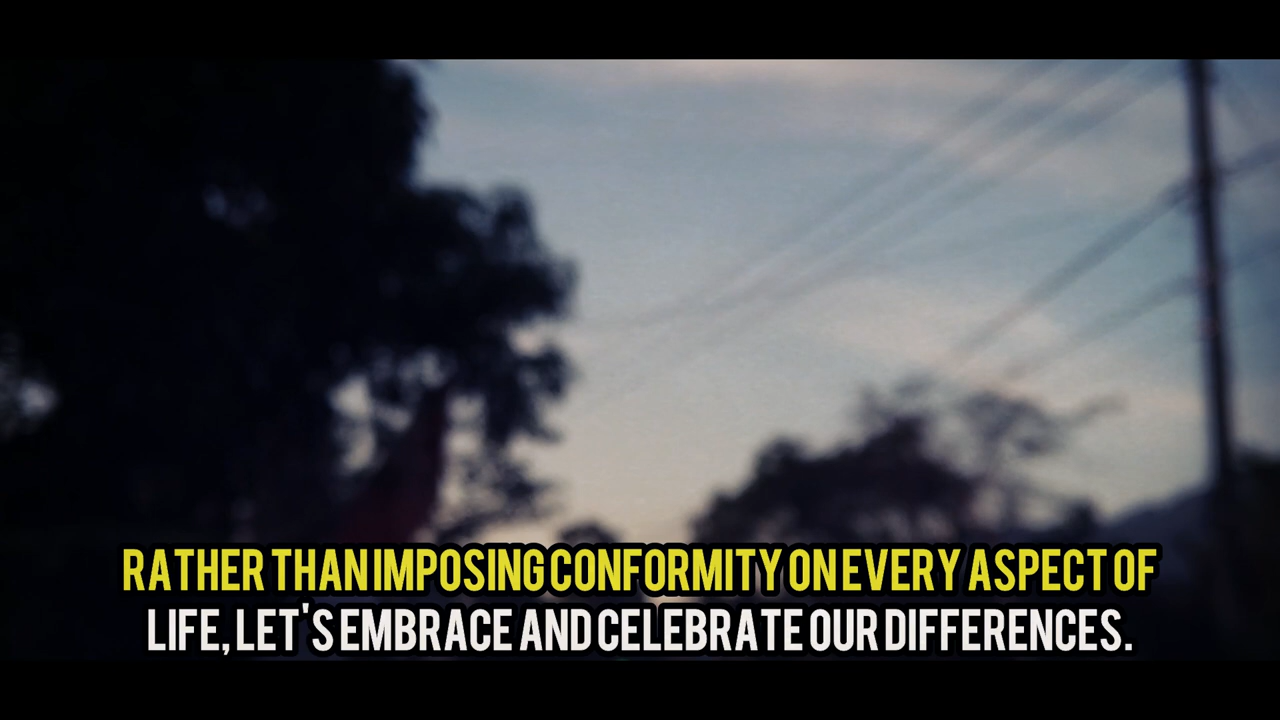 RATHER THAN IMPOSING CONFORMITY ON EVERY ASPECT OF
LIFE, LET'S EMBRACE AND CELEBRATE OUR DIFFERENCES.